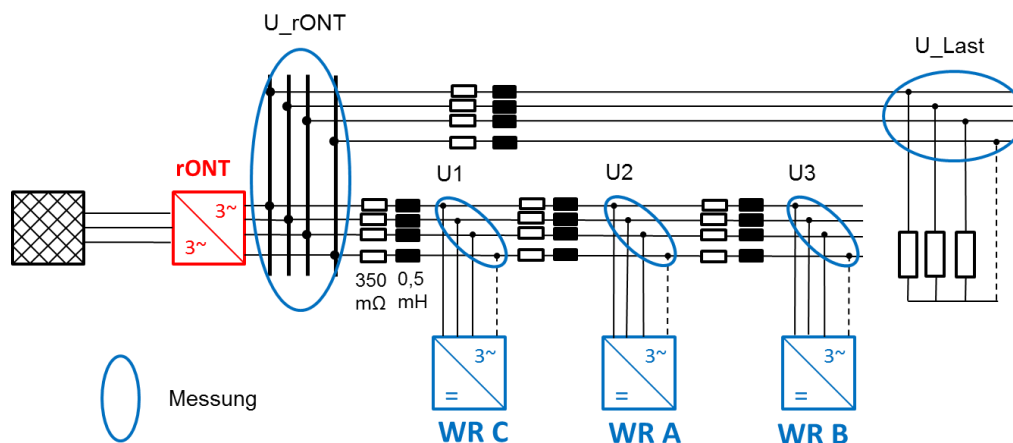 U_rONT
U_Last
rONT
U1
U2
U3
3~
3~
350
mΩ
0,5
mH
3~
=
3~
=
3~
=
WR C
WR A
WR B
Messung